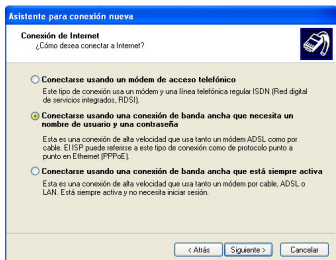 Asistente para conexión nueva
Conexión de Internet
¿Cómo desea conectar a Internet?
Conectarse usando un módem de acceso telefónico
Este tipo de conexión usa un módem y una línea telefónica regular ISDN (Red digital
de servicios integrados, RDSI).
Conectarse usando una conexión de banda ancha que necesita un
nombre de usuario y una contraseña
Esta es una conexión de alta velocidad que usa tanto un módem ADSL como por
cable. El ISP puede referirse a este tipo de conexión como de protocolo punto a
punto en Ethernet (PPPoE).
Conectarse usando una conexión de banda ancha que está siempre activa
Esta es una conexión de alta velocidad que usa tanto un módem por cable, ADSL o
LAN. Está siempre activa y no necesita iniciar sesión.
< Atrás Siguiente > Cancelar